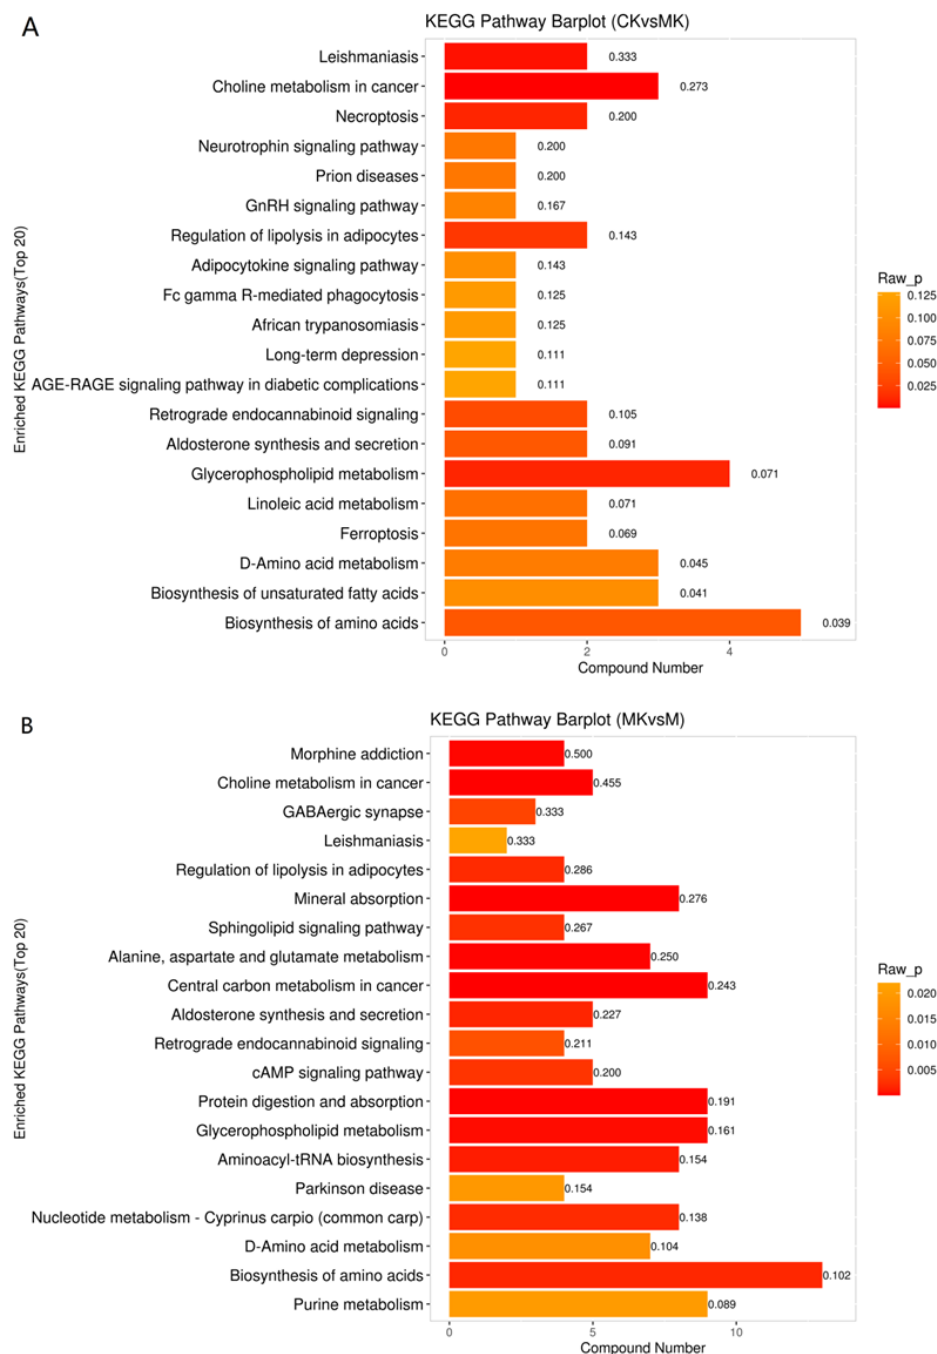 A
KEGG Pathway Barplot (CKvsMK)
Enriched KEGG Pathways(Top 20)
Leishmaniasis 0.333
Choline metabolism in cancer 0.273
Necroptosis 0.200
Neurotrophin signaling pathway 0.200
Prion diseases 0.200
GnRH signaling pathway 0.167
Regulation of lipolysis in adipocytes 0.143
Adipocytokine signaling pathway 0.143
Fc gamma R-mediated phagocytosis 0.125
African trypanosomiasis 0.125
Long-term depression 0.111
AGE-RAGE signaling pathway in diabetic complications 0.111
Retrograde endocannabinoid signaling 0.105
Aldosterone synthesis and secretion 0.091
Glycerophospholipid metabolism 0.071
Linoleic acid metabolism 0.071
Ferroptosis 0.069
D-Amino acid metabolism 0.045
Biosynthesis of unsaturated fatty acids 0.041
Biosynthesis of amino acids 0.039
0 2 4
Compound Number
Raw_p
0.125
0.100
0.075
0.050
0.025
B
KEGG Pathway Barplot (MKvsM)
Enriched KEGG Pathways(Top 20)
Morphine addiction 0.500
Choline metabolism in cancer 0.455
GABAergic synapse 0.333
Leishmaniasis 0.333
Regulation of lipolysis in adipocytes 0.286
Mineral absorption 0.276
Sphingolipid signaling pathway 0.267
Alanine, aspartate and glutamate metabolism 0.250
Central carbon metabolism in cancer 0.243
Aldosterone synthesis and secretion 0.227
Retrograde endocannabinoid signaling 0.211
cAMP signaling pathway 0.200
Protein digestion and absorption 0.191
Glycerophospholipid metabolism 0.161
Aminoacyl-tRNA biosynthesis 0.154
Parkinson disease 0.154
Nucleotide metabolism - Cyprinus carpio (common carp) 0.138
D-Amino acid metabolism 0.104
Biosynthesis of amino acids 0.102
Purine metabolism 0.089
0 5 10
Compound Number
Raw_p
0.020
0.015
0.010
0.005